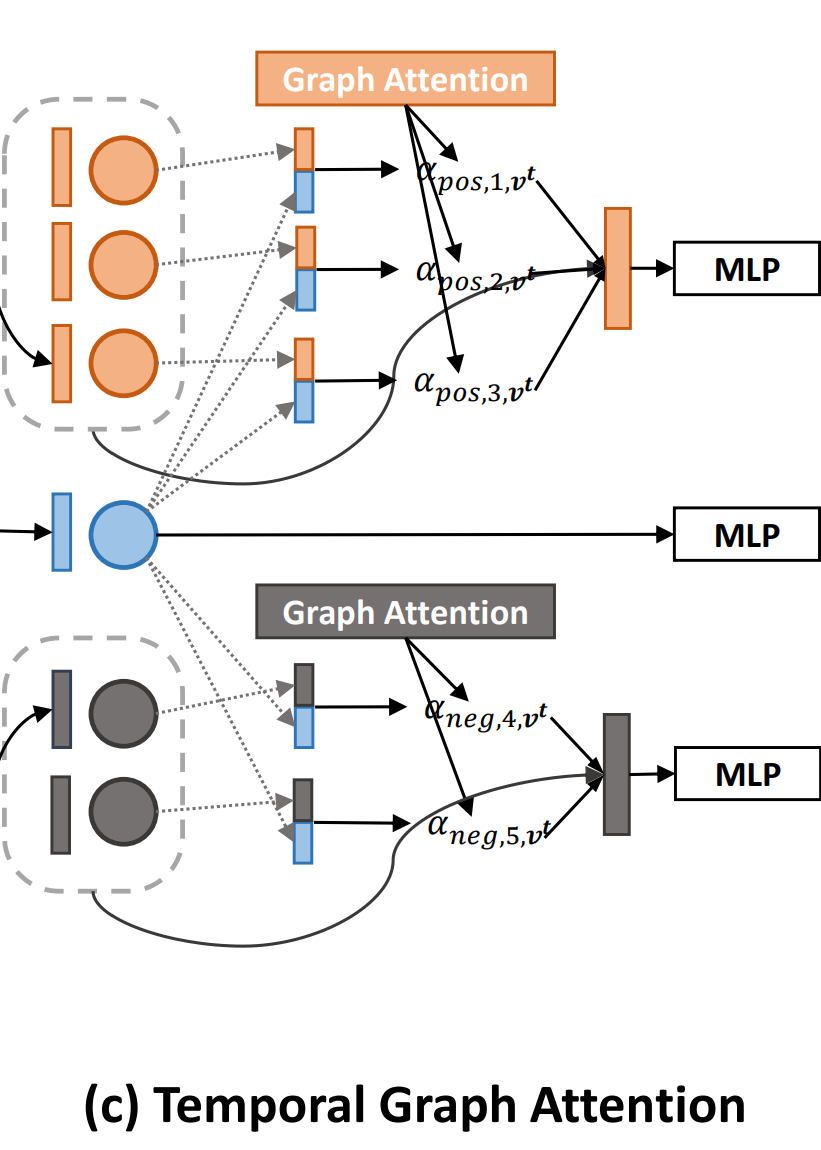 Graph Attention
α_{pos,1,v^t}
α_{pos,2,v^t}
MLP
α_{pos,3,v^t}
MLP
Graph Attention
α_{neg,4,v^t}
MLP
α_{neg,5,v^t}
(c) Temporal Graph Attention